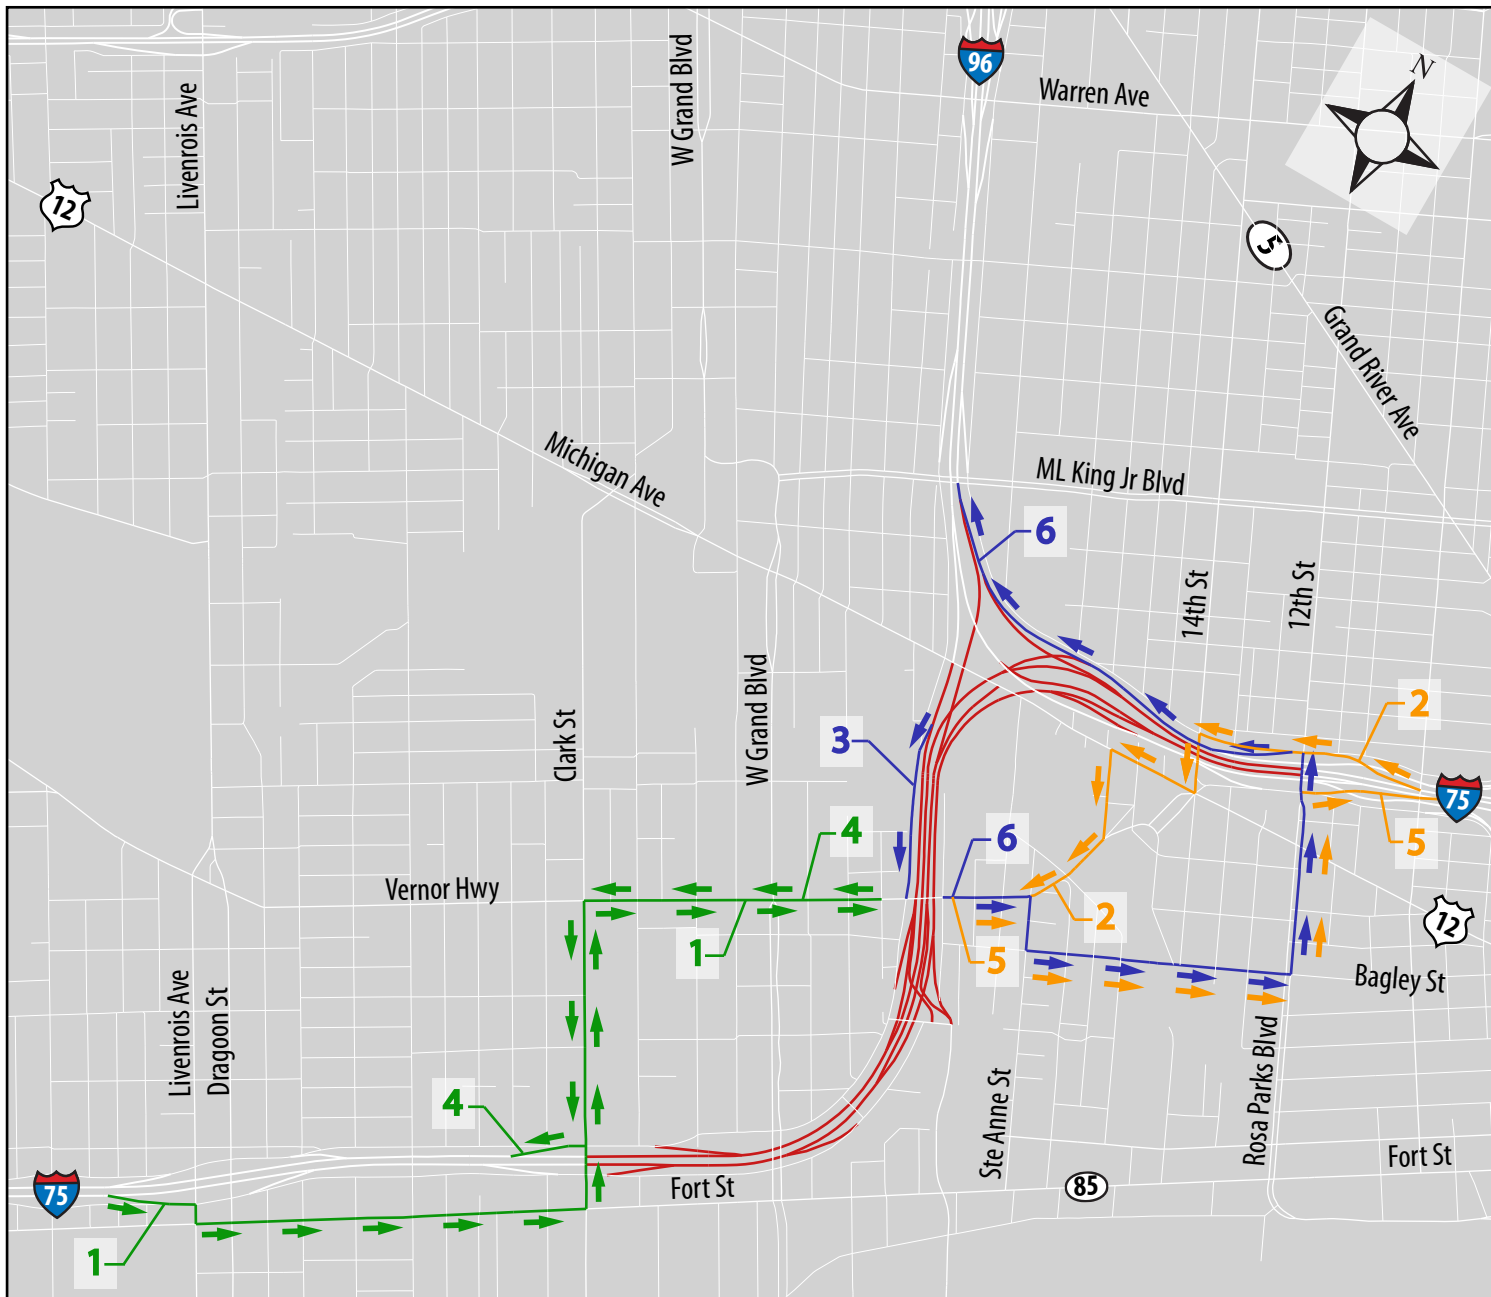 96
N
Warren Ave
W Grand Blvd
Livenrois Ave
12
5
Grand River Ave
Michigan Ave
ML King Jr Blvd
6
14th St
12th St
2
W Grand Blvd
Clark St
3
75
4
6
5
Vernor Hwy
2
12
1
5
Bagley St
Livenrois Ave
Dragoon St
4
Ste Anne St
Rosa Parks Blvd
Fort St
75
Fort St
85
1